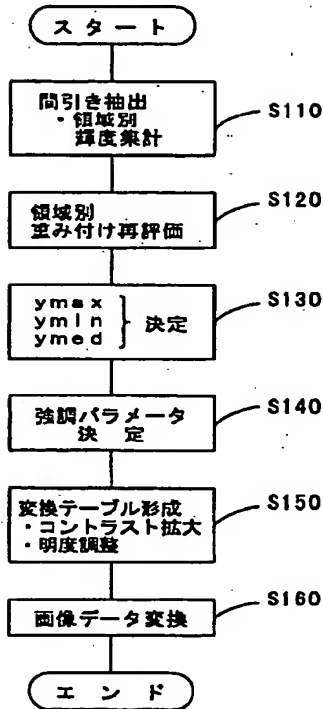 スタート
間引き抽出
・領域別
輝度集計
S110
領域別
重み付け再評価
S120
ymax
ymin
ymed
決定
S130
強調パラメータ
決定
S140
変換テーブル形成
・コントラスト拡大
・明度調整
S150
画像データ変換
S160
エンド